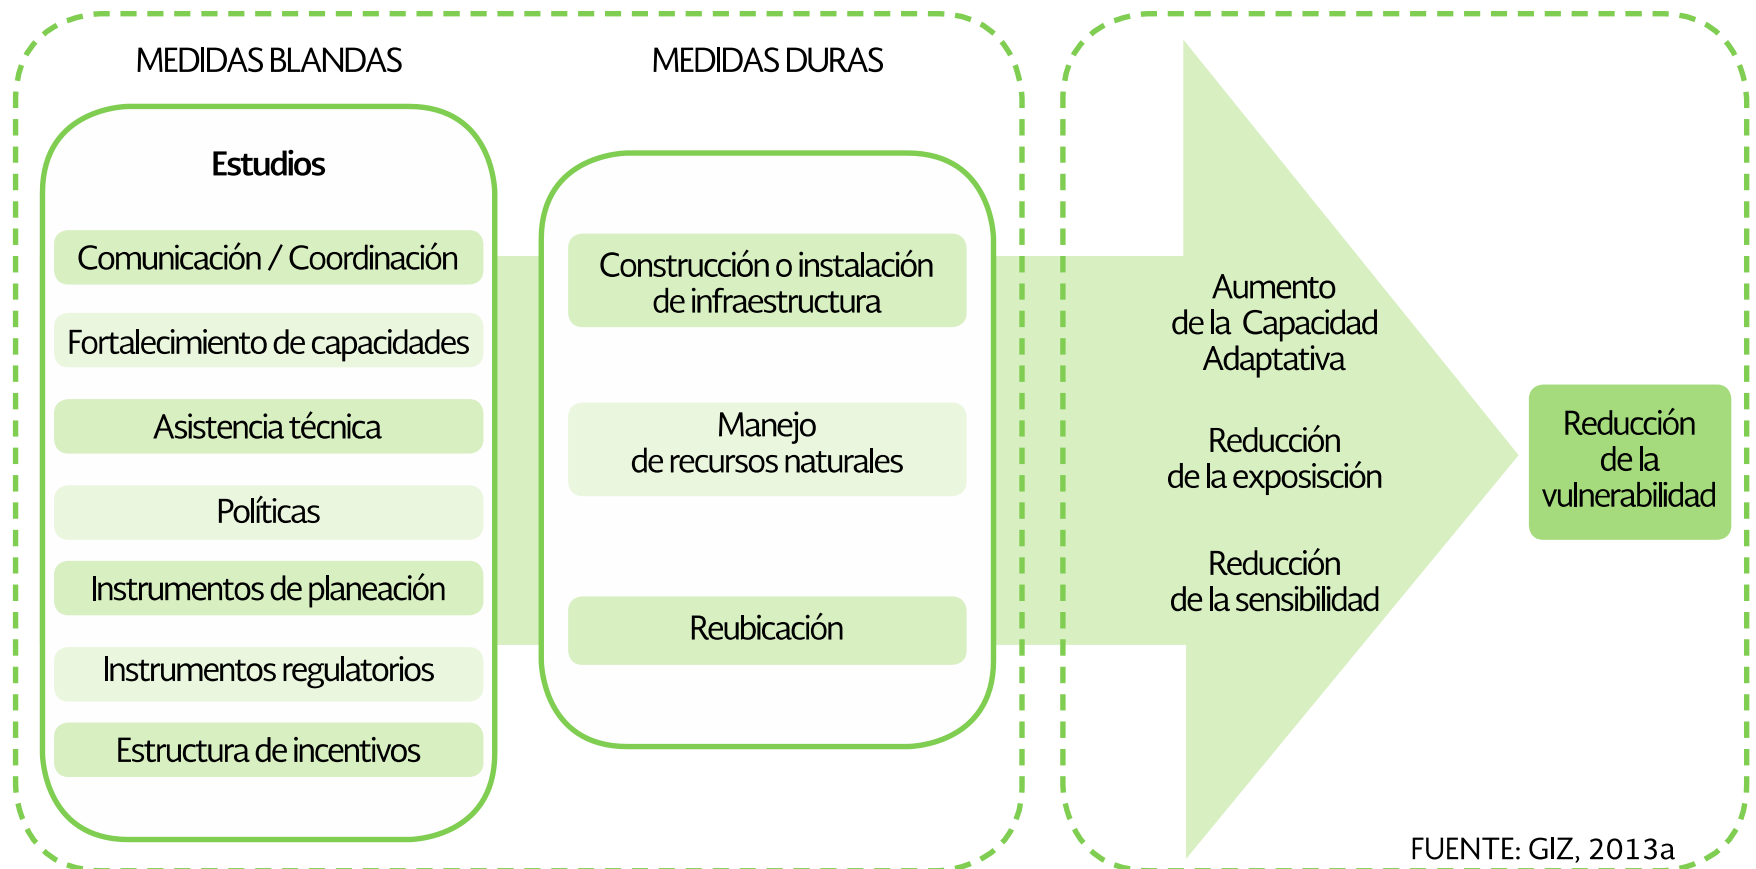 MEDIDAS BLANDAS
Estudios
Comunicación / Coordinación
Fortalecimiento de capacidades
Asistencia técnica
Políticas
Instrumentos de planeación
Instrumentos regulatorios
Estructura de incentivos
MEDIDAS DURAS
Construcción o instalación
de infraestructura
Manejo
de recursos naturales
Reubicación
Aumento
de la Capacidad
Adaptativa
Reducción
de la exposisción
Reducción
de la sensibilidad
Reducción
de la
vulnerabilidad
FUENTE: GIZ, 2013a